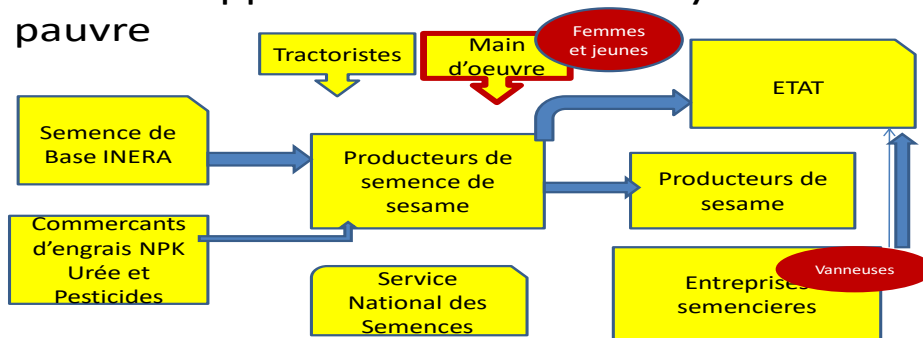 pauvre
Tractoristes
Main
d'oeuvre
Femmes
et jeunes
ETAT
Semence de
Base INERA
Producteurs de
semence de
sesame
Producteurs de
sesame
Commercants
d'engrais NPK
Urée et
Pesticides
Service
National des
Semences
Entreprises
semencieres
Vanneuses